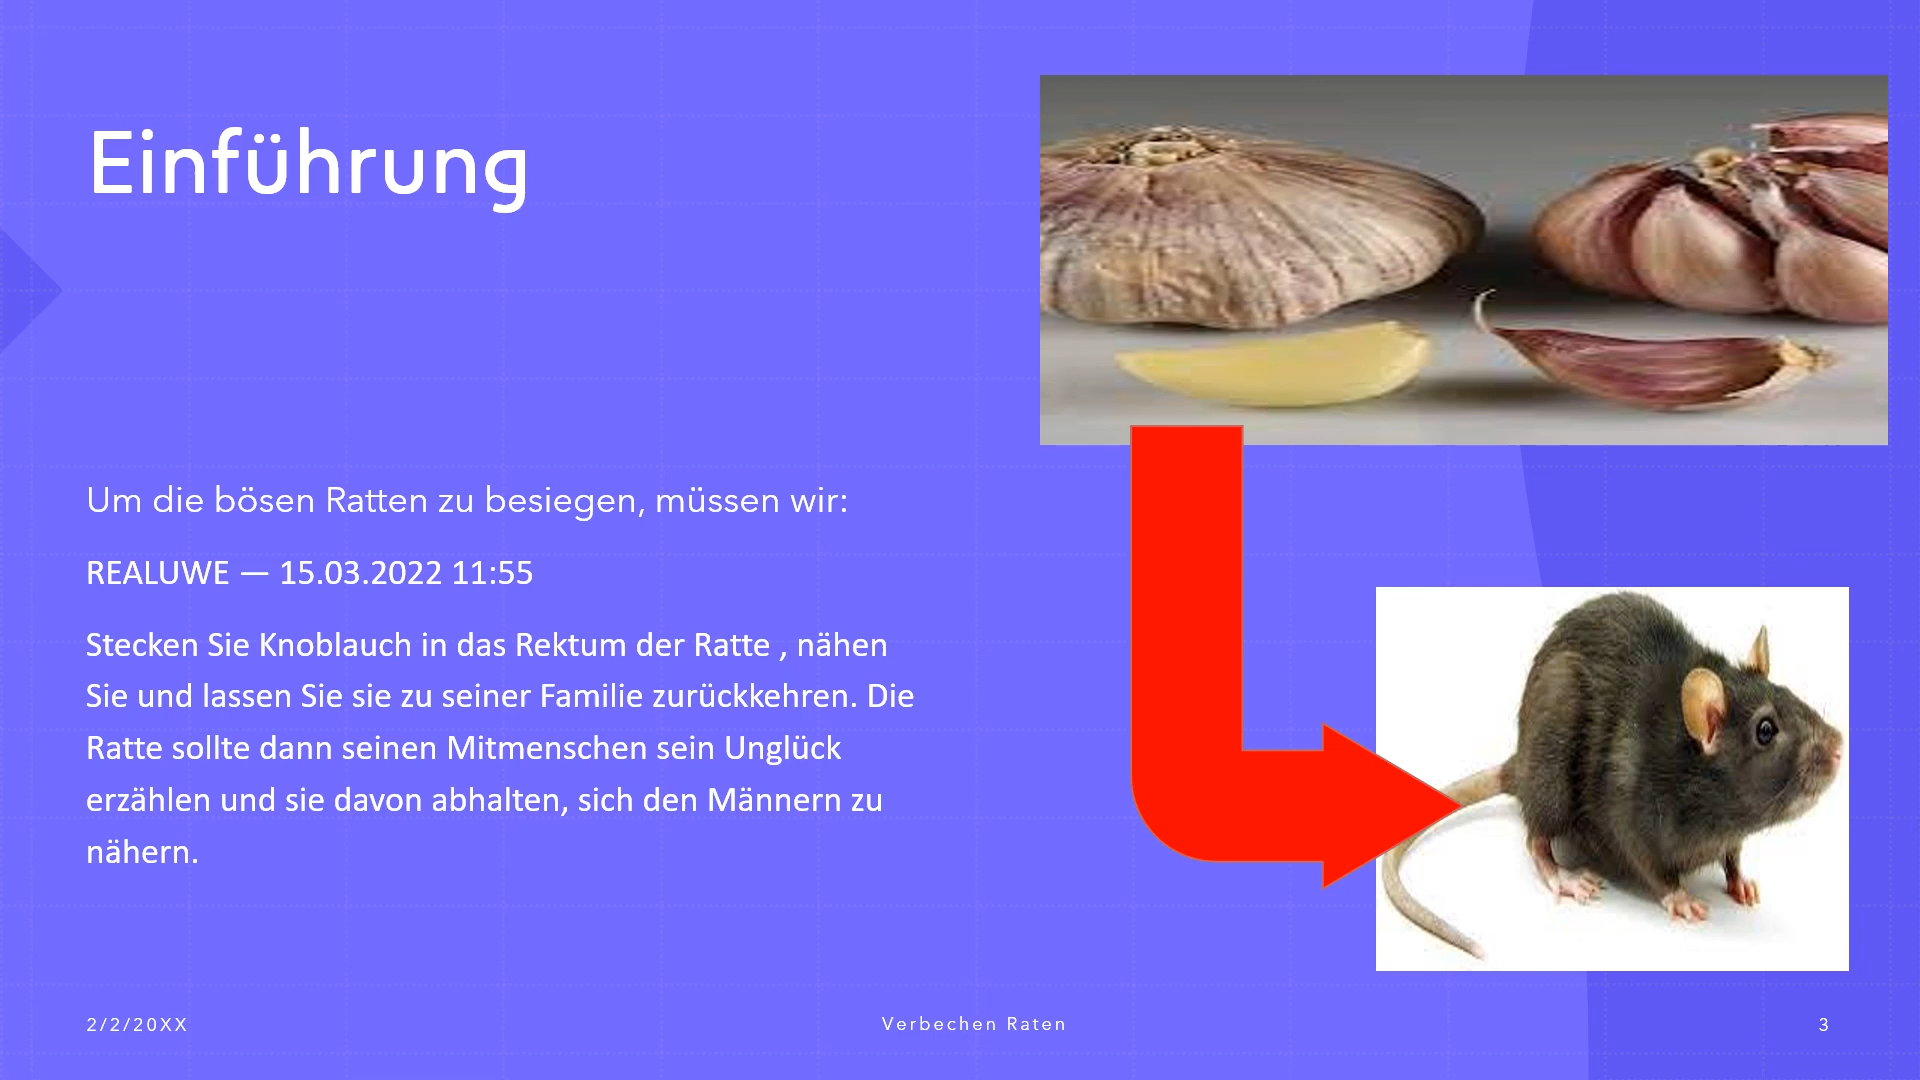 Einführung
Um die bösen Ratten zu besiegen, müssen wir:
REALUWE — 15.03.2022 11:55
Stecken Sie Knoblauch in das Rektum der Ratte , nähen
Sie und lassen Sie sie zu seiner Familie zurückkehren. Die
Ratte sollte dann seinen Mitmenschen sein Unglück
erzählen und sie davon abhalten, sich den Männern zu
nähern.
2/2/20XX
Verbechen Raten
3